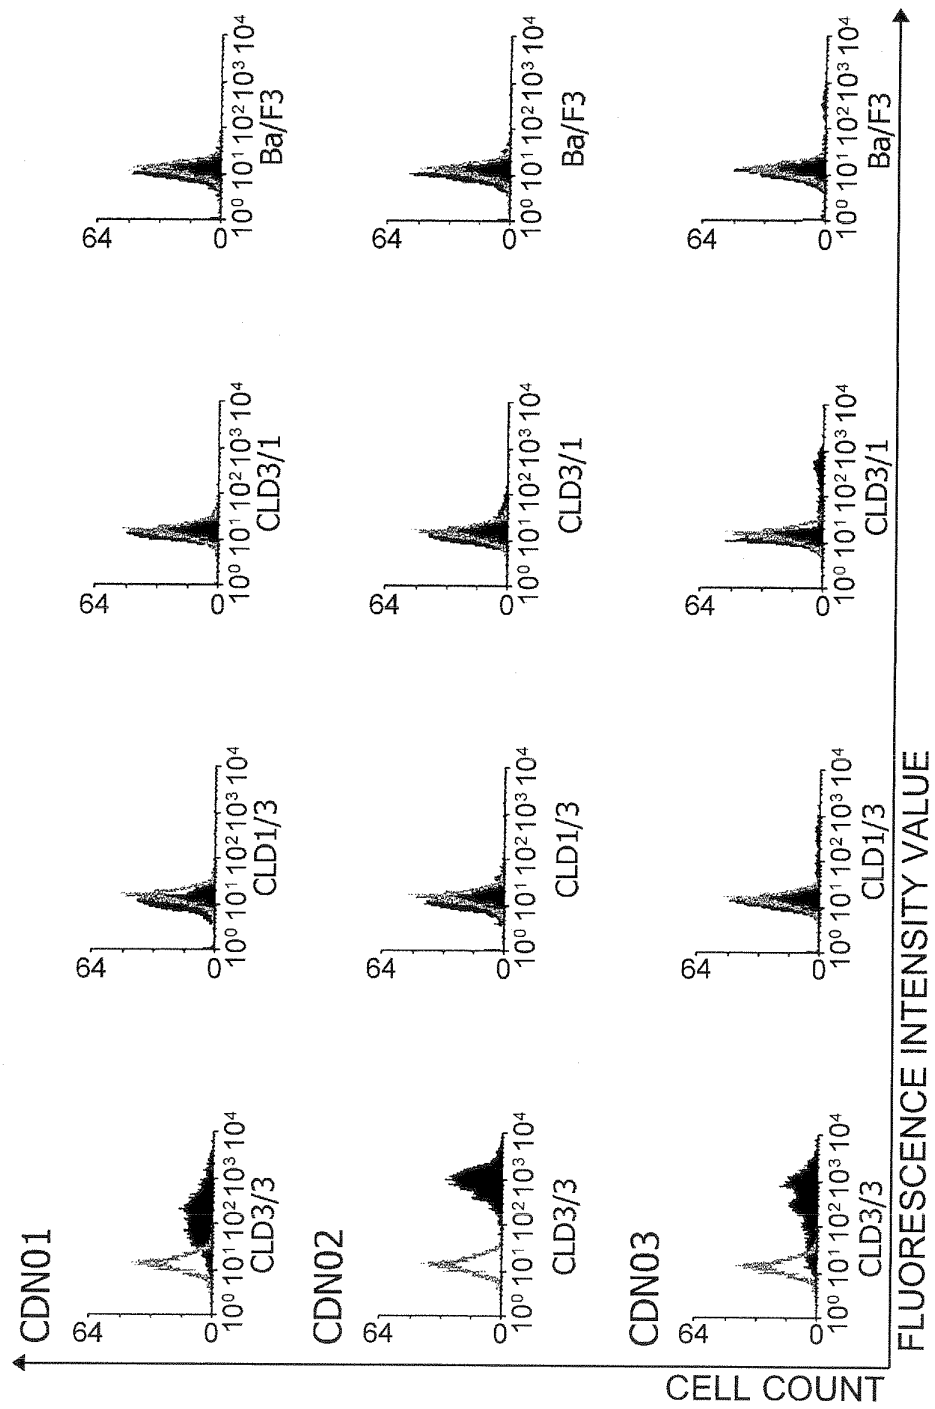 CDN01
64
0
10⁰ 10¹ 10² 10³ 10⁴
CLD3/3
64
0
10⁰ 10¹ 10² 10³ 10⁴
CLD1/3
64
0
10⁰ 10¹ 10² 10³ 10⁴
CLD3/1
64
0
10⁰ 10¹ 10² 10³ 10⁴
Ba/F3
CDN02
64
0
10⁰ 10¹ 10² 10³ 10⁴
CLD3/3
64
0
10⁰ 10¹ 10² 10³ 10⁴
CLD1/3
64
0
10⁰ 10¹ 10² 10³ 10⁴
CLD3/1
64
0
10⁰ 10¹ 10² 10³ 10⁴
Ba/F3
CDN03
64
0
10⁰ 10¹ 10² 10³ 10⁴
CLD3/3
64
0
10⁰ 10¹ 10² 10³ 10⁴
CLD1/3
64
0
10⁰ 10¹ 10² 10³ 10⁴
CLD3/1
64
0
10⁰ 10¹ 10² 10³ 10⁴
Ba/F3
CELL COUNT
FLUORESCENCE INTENSITY VALUE